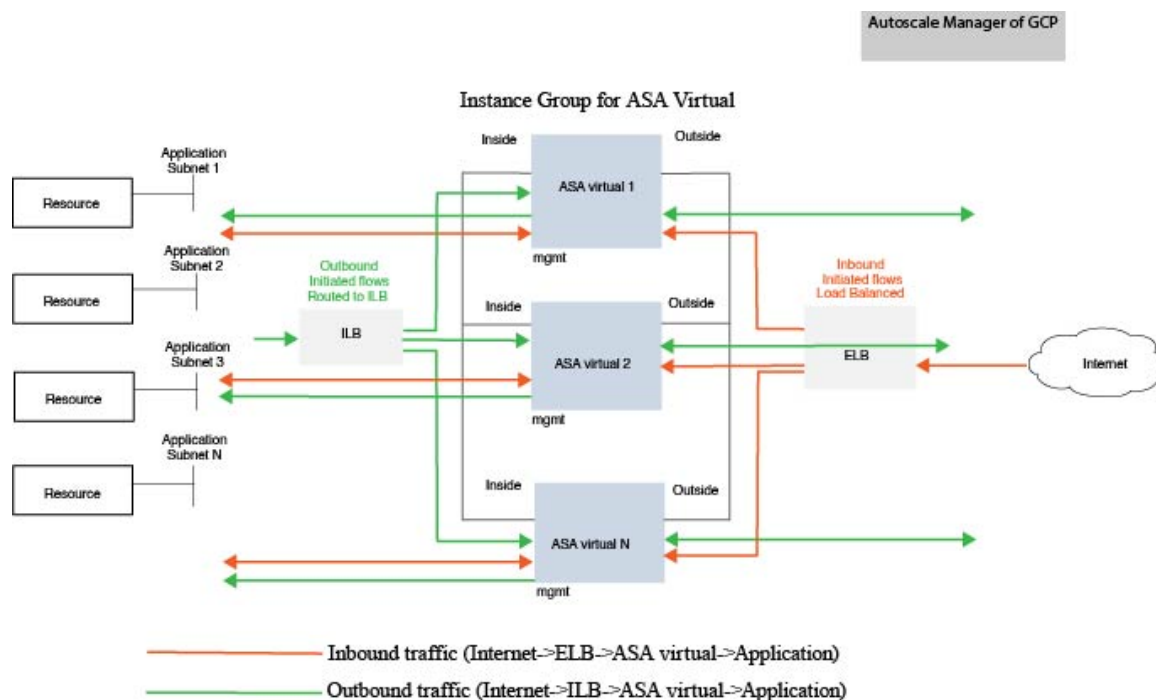 Autoscale Manager of GCP
Instance Group for ASA Virtual
Inside
Outside
Application
Subnet 1
Resource
ASA virtual 1
mgmt
Application
Subnet 2
Resource
Outbound
Initiated flows
Routed to ILB
ILB
Inbound
Initiated flows
Load Balanced
Inside
Outside
Application
Subnet 3
Resource
ASA virtual 2
mgmt
ELB
Internet
Application
Subnet N
Resource
Inside
Outside
ASA virtual N
mgmt
Inbound traffic (Internet->ELB->ASA virtual->Application)
Outbound traffic (Internet->ILB->ASA virtual->Application)